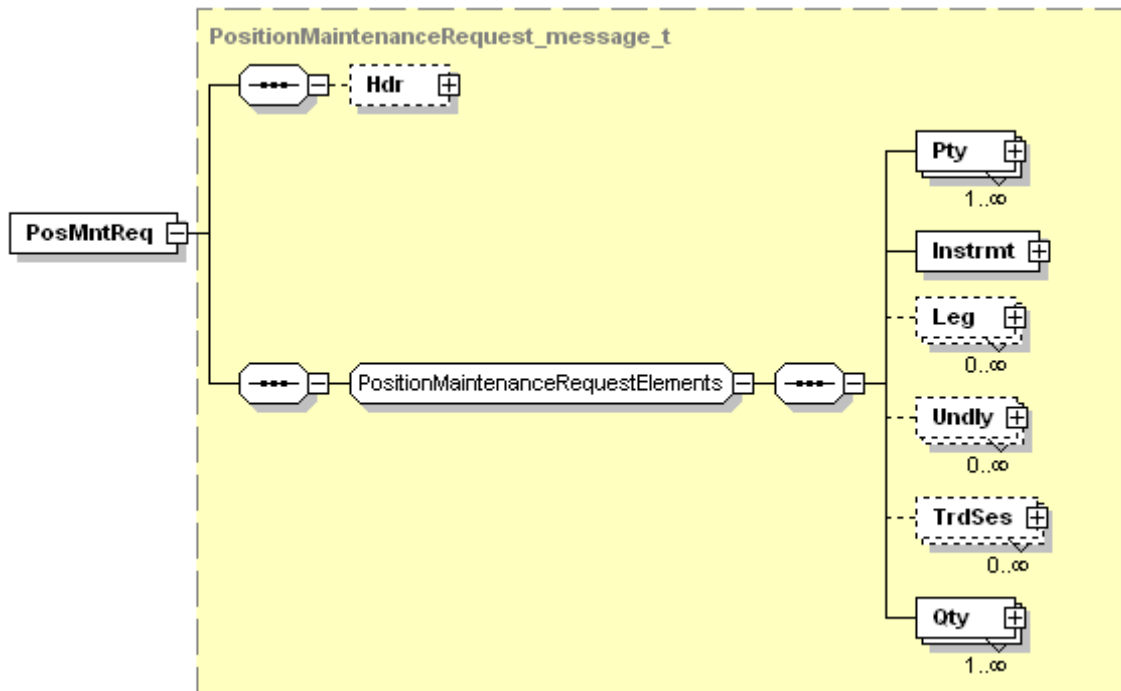 PositionMaintenanceRequest_message_t
Hdr
Pty
1..∞
PosMntReq
Instrmt
Leg
0..∞
PositionMaintenanceRequestElements
Undly
0..∞
TrdSes
0..∞
Qty
1..∞